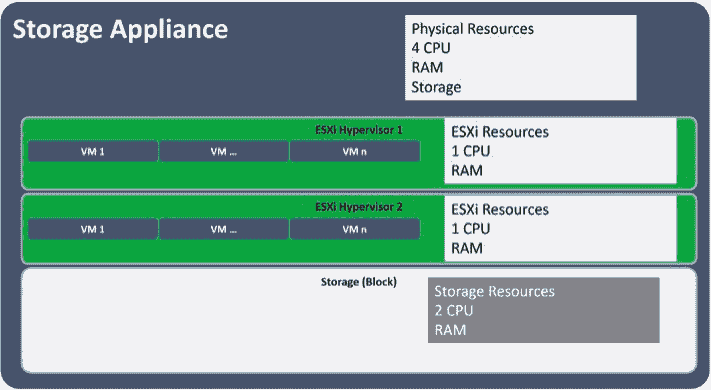 Storage Appliance
Physical Resources
4 CPU
RAM
Storage
ESXi Hypervisor 1
VM 1
VM ...
VM n
ESXi Resources
1 CPU
RAM
ESXi Hypervisor 2
VM 1
VM ...
VM n
ESXi Resources
1 CPU
RAM
Storage (Block)
Storage Resources
2 CPU
RAM